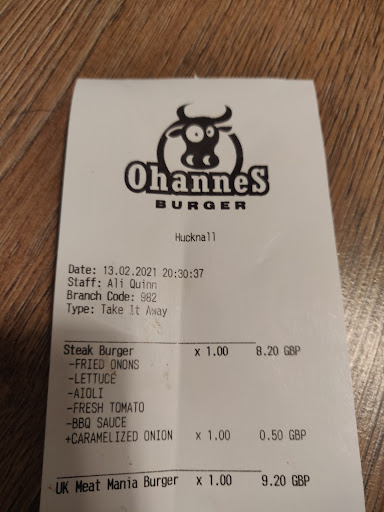 OhanneS
BURGER
Hucknall
Date: 13.02.2021 20:30:37
Staff: Ali Quinn
Branch Code: 982
Type: Take It Away
Steak Burger x 1.00 8.20 GBP
-FRIED ONONS
-LETTUCE
-AIOLI
-FRESH TOMATO
-BBQ SAUCE
+CARAMELIZED ONION x 1.00 0.50 GBP
UK Meat Mania Burger x 1.00 9.20 GBP